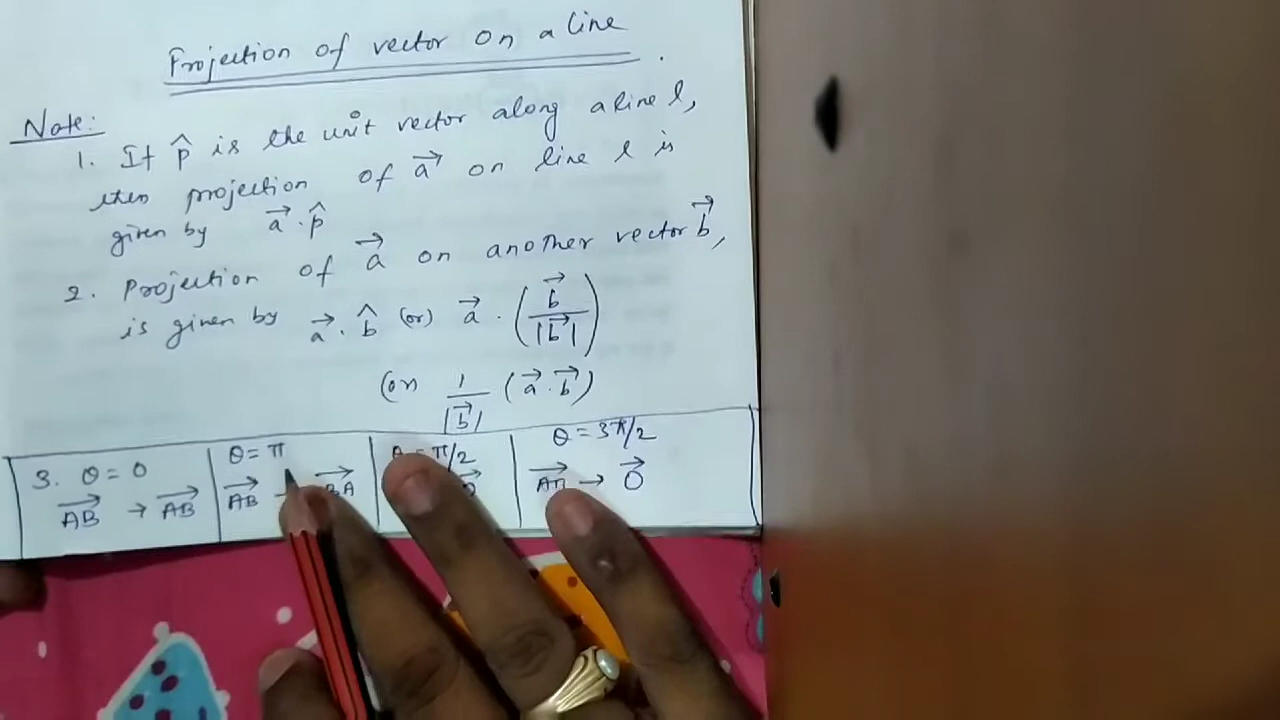 Projection of vector on a line
Note:
1. If p̂ is the unit vector along a line l,
then projection of a⃗ on line l is
given by a⃗ . p̂
2. Projection of a⃗ on another vector b⃗,
is given by a⃗ . b̂ (or) a⃗ . (b⃗/|b⃗|)
(or 1/|b⃗| (a⃗ . b⃗)
3. θ = 0
AB⃗ → AB⃗
θ = π
AB⃗ BA⃗
π/2
θ = 3π/2
AB⃗ → 0⃗